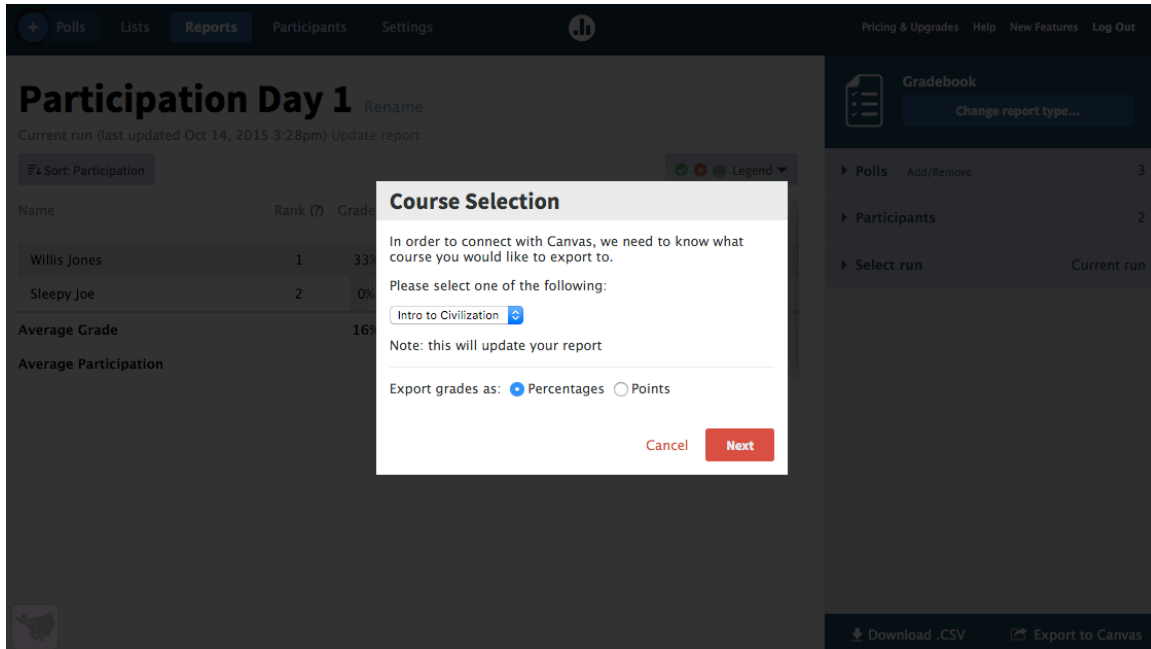 + Polls Lists Reports Participants Settings Pricing & Upgrades Help New Features Log Out
Participation Day 1 Rename
Current run (last updated Oct 14, 2015 3:28pm) Update report
Sort: Participation Legend
Name Rank (?) Grade
Willis Jones 1 33%
Sleepy Joe 2 0%
Average Grade 16%
Average Participation
Course Selection
In order to connect with Canvas, we need to know what
course you would like to export to.
Please select one of the following:
Intro to Civilization
Note: this will update your report
Export grades as: Percentages Points
Cancel Next
Gradebook
Change report type...
Polls Add/Remove 3
Participants 2
Select run Current run
Download .CSV Export to Canvas